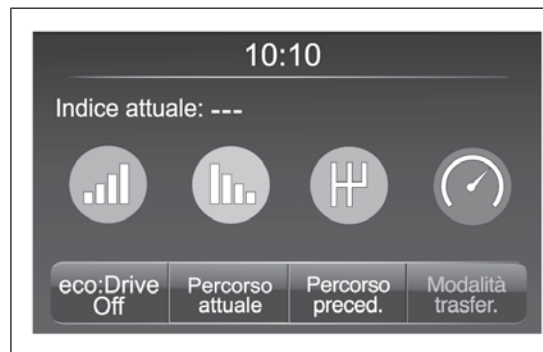 10:10
Indice attuale: ---
eco:Drive
Off
Percorso
attuale
Percorso
preced.
Modalità
trasfer.